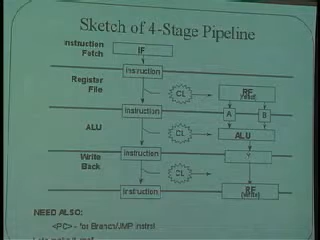 Sketch of 4-Stage Pipeline
Instruction
Fetch
IF
instruction
Register
File
CL
RF
(read)
instruction
A
B
ALU
CL
ALU
Write
Back
instruction
Y
CL
instruction
RF
(write)
NEED ALSO:
<PC>
for Branch/JMP instrs!